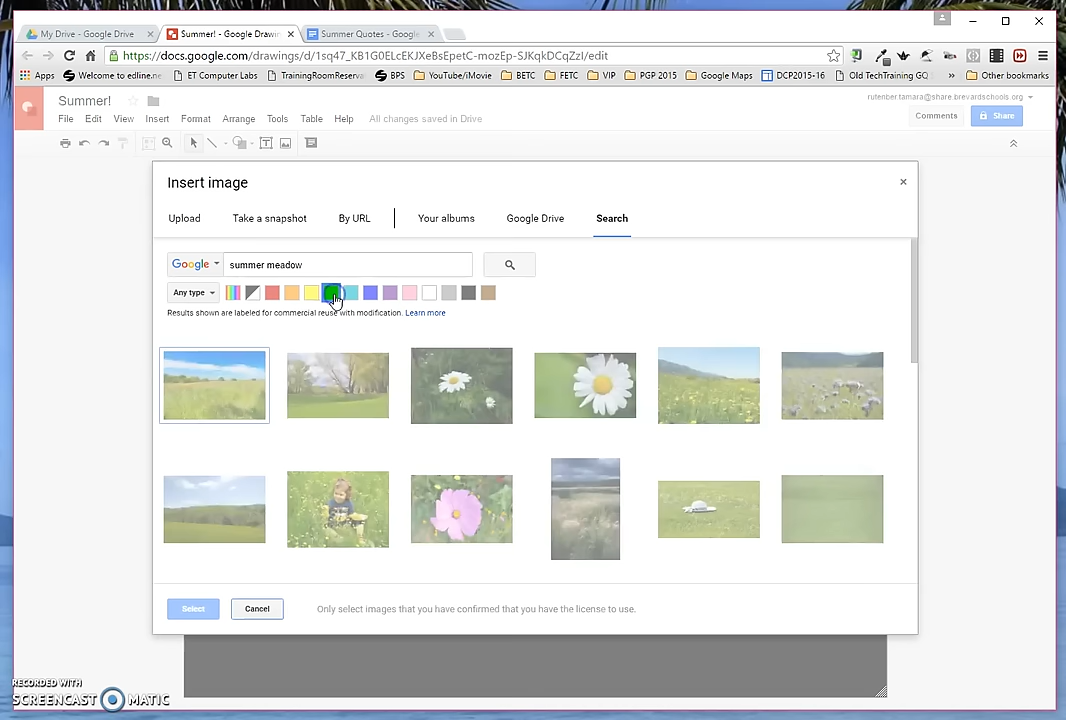 My Drive - Google Drive
Summer! - Google Drawin
Summer Quotes - Google
https://docs.google.com/drawings/d/1sq47_KB1G0ELcEKJXeBsEpetC-mozEp-SJKqkDCqZzI/edit
Apps
Welcome to edline.ne
ET Computer Labs
TrainingRoomReserva
BPS
YouTube/iMovie
BETC
FETC
VIP
PGP 2015
Google Maps
DCP2015-16
Old TechTraining GQ
»
Other bookmarks
Summer!
rufenber.tamara@share.brevardschools.org
File Edit View Insert Format Arrange Tools Table Help All changes saved in Drive
Comments
Share
Insert image
Upload Take a snapshot By URL Your albums Google Drive Search
Google summer meadow
Any type
Results shown are labeled for commercial reuse with modification. Learn more
Select Cancel Only select images that you have confirmed that you have the license to use.
RECORDED WITH
SCREENCAST MATIC